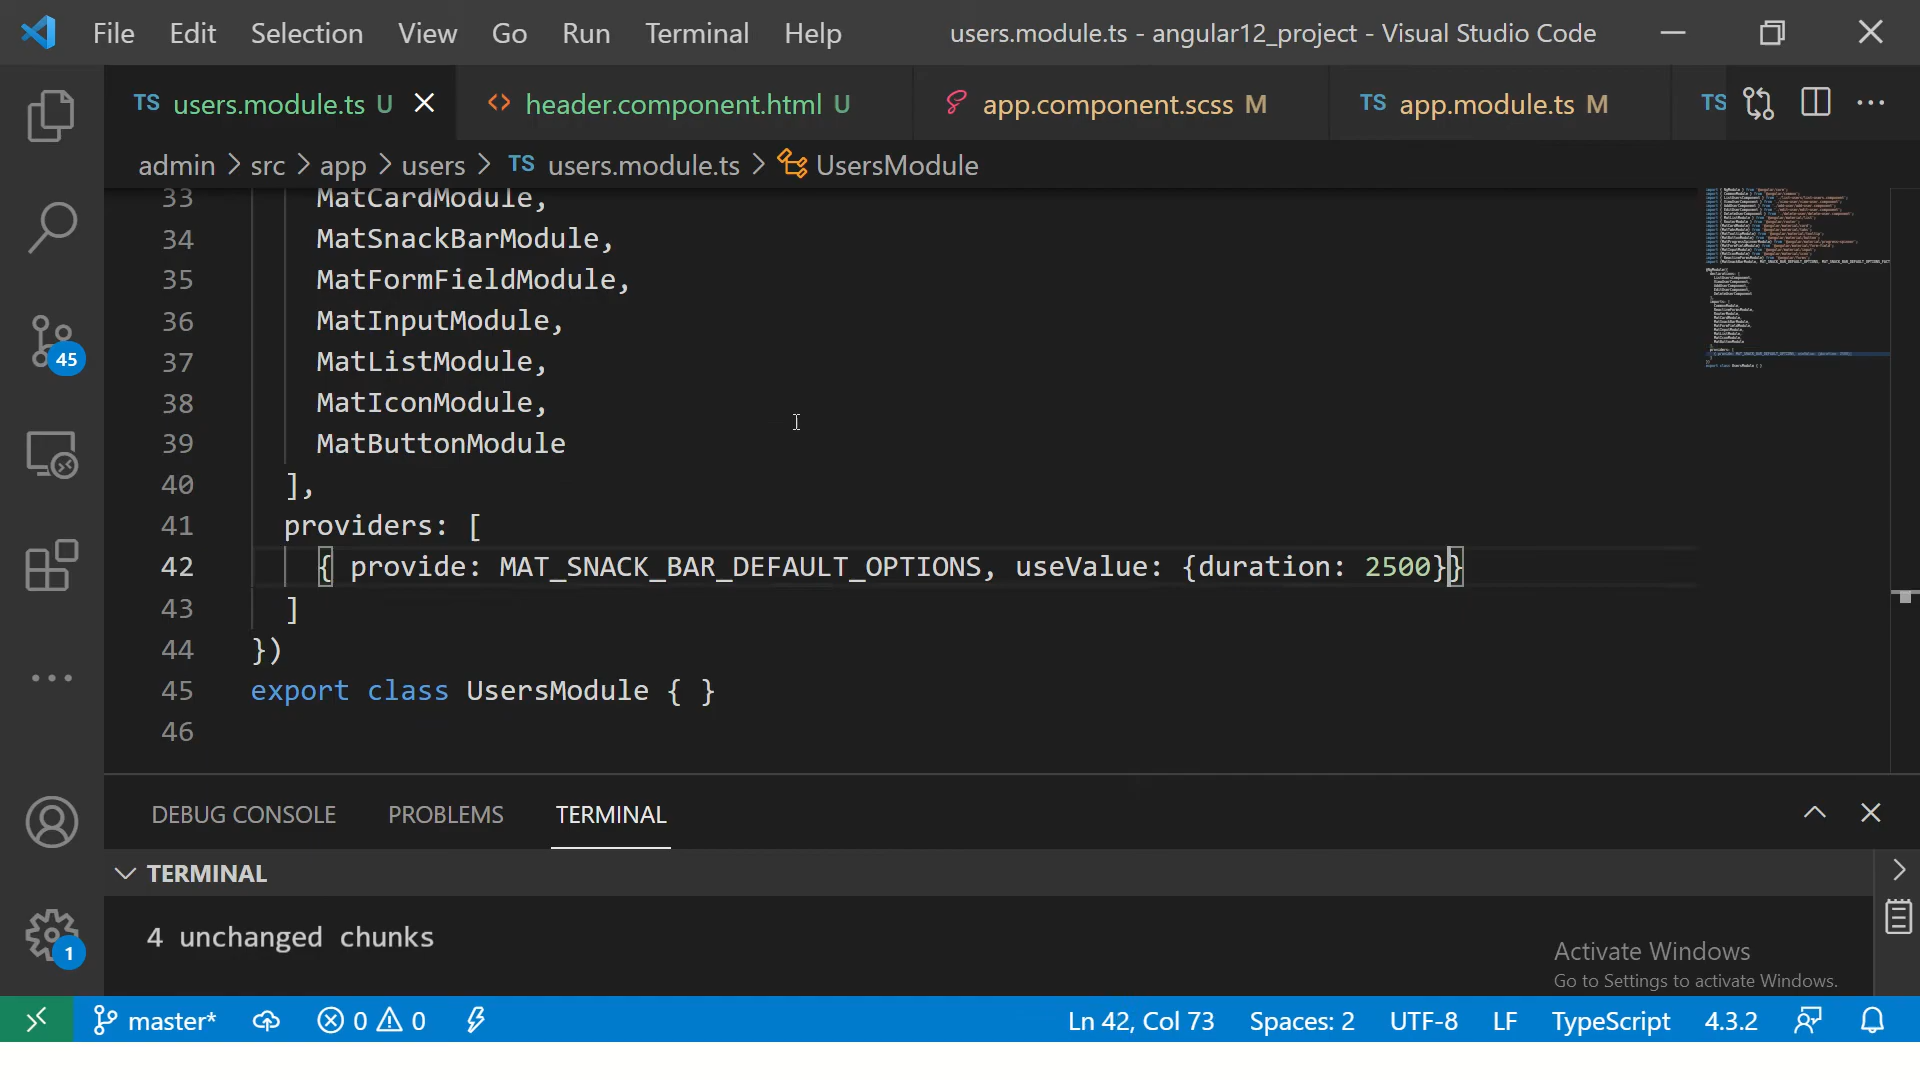 File Edit Selection View Go Run Terminal Help users.module.ts - angular12_project - Visual Studio Code
TS users.module.ts U header.component.html U app.component.scss M TS app.module.ts M TS
admin > src > app > users > TS users.module.ts > UsersModule
33 MatCardModule,
34 MatSnackBarModule,
35 MatFormFieldModule,
36 MatInputModule,
37 MatListModule,
38 MatIconModule,
39 MatButtonModule
40 ],
41 providers: [
42 { provide: MAT_SNACK_BAR_DEFAULT_OPTIONS, useValue: {duration: 2500}}
43 ]
44 })
45 export class UsersModule { }
46
DEBUG CONSOLE PROBLEMS TERMINAL
TERMINAL
4 unchanged chunks
Activate Windows
Go to Settings to activate Windows.
45
1
master* 0 0 Ln 42, Col 73 Spaces: 2 UTF-8 LF TypeScript 4.3.2